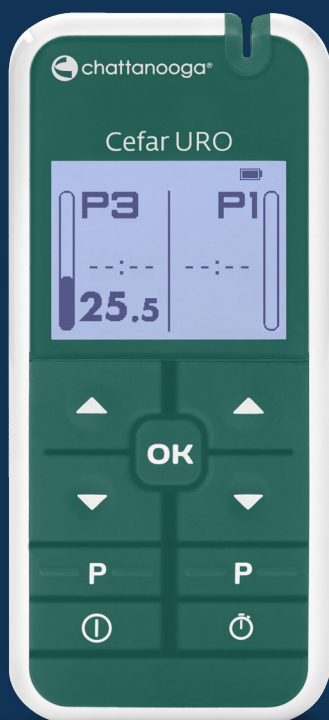 chattanooga®
Cefar URO
P3 P1
--:-- --:--
25.5
OK
P P